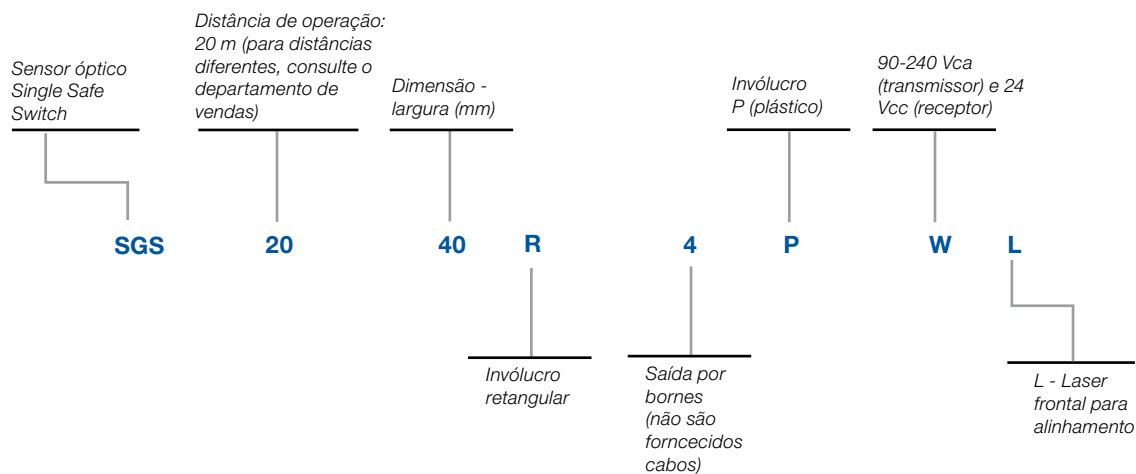 Sensor óptico
Single Safe
Switch
Distância de operação:
20 m (para distâncias
diferentes, consulte o
departamento de
vendas)
Dimensão -
largura (mm)
Invólucro
P (plástico)
90-240 Vca
(transmissor) e 24
Vcc (receptor)
SGS 20 40 R 4 P W L
Invólucro
retangular
Saída por
bornes
(não são
forncecidos
cabos)
L - Laser
frontal para
alinhamento